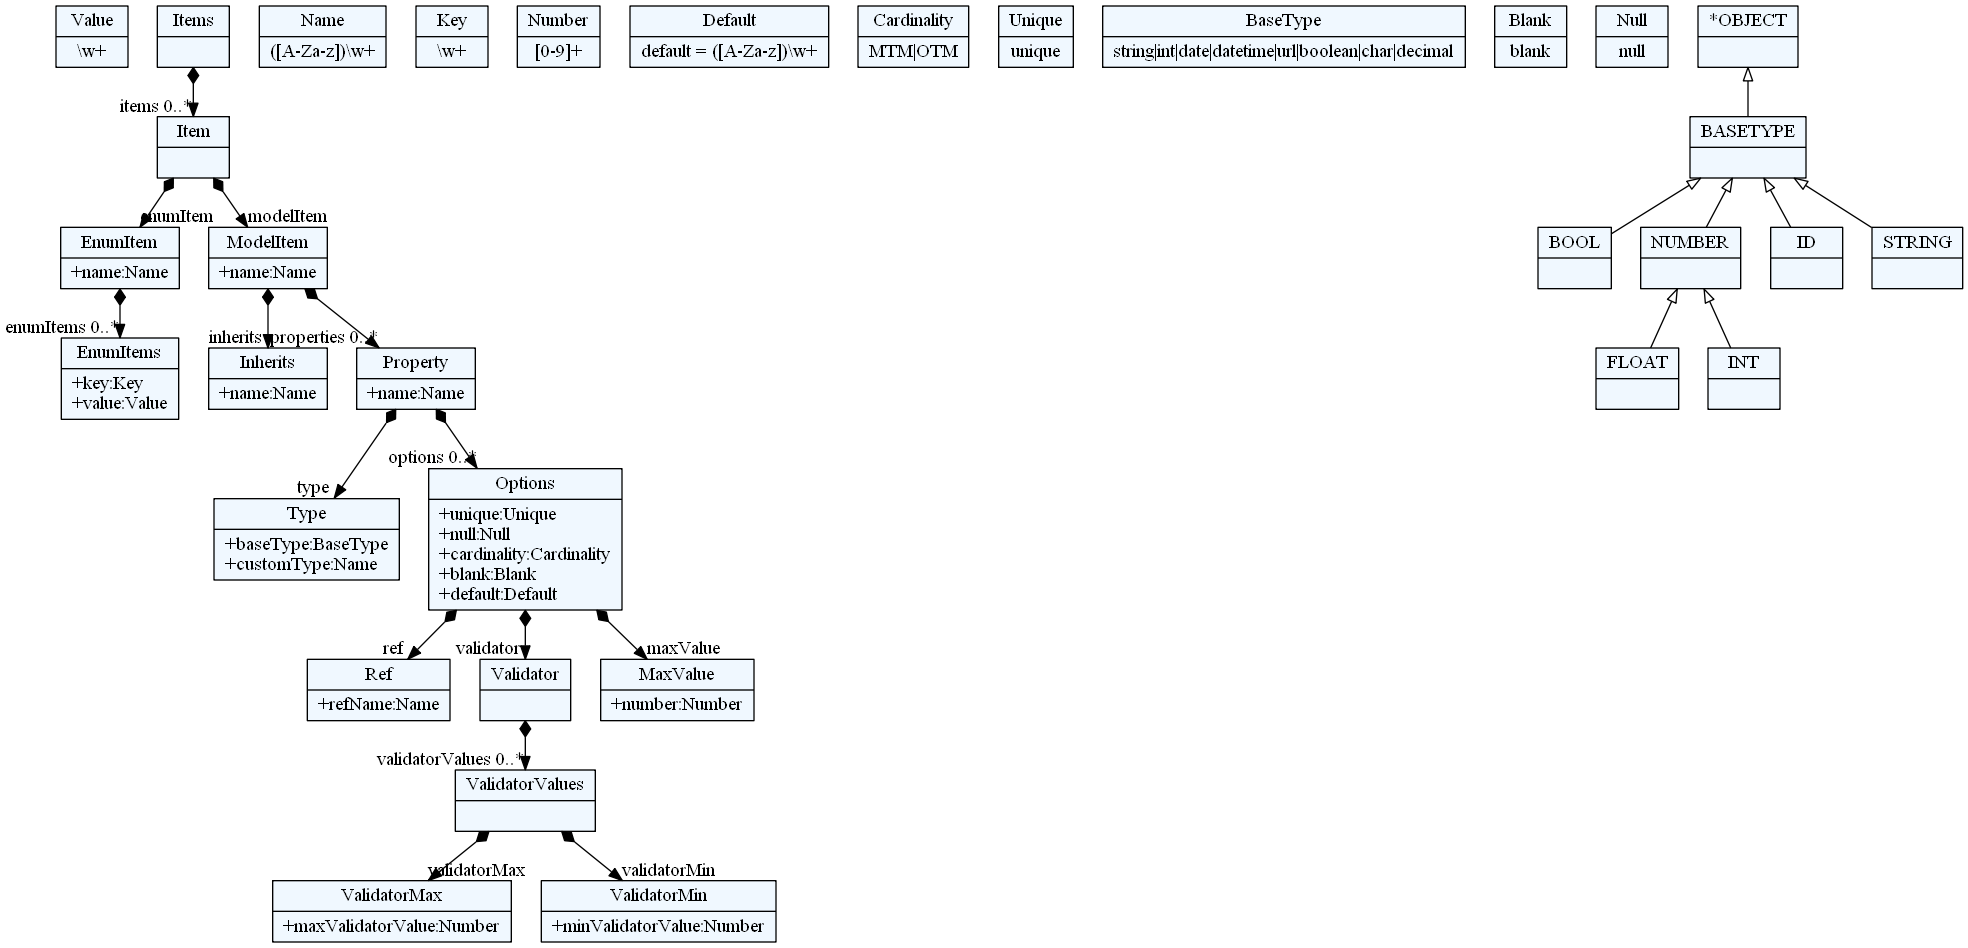 Value
\w+
Items
Name
([A-Za-z])\w+
Key
\w+
Number
[0-9]+
Default
default = ([A-Za-z])\w+
Cardinality
MTM|OTM
Unique
unique
BaseType
string|int|date|datetime|url|boolean|char|decimal
Blank
blank
Null
null
*OBJECT
items 0..*
Item
BASETYPE
enumItem
modelItem
EnumItem
+name:Name
ModelItem
+name:Name
BOOL
NUMBER
ID
STRING
enumItems 0..*
EnumItems
+key:Key
+value:Value
inherits
properties 0..*
Inherits
+name:Name
Property
+name:Name
FLOAT
INT
type
options 0..*
Type
+baseType:BaseType
+customType:Name
Options
+unique:Unique
+null:Null
+cardinality:Cardinality
+blank:Blank
+default:Default
ref
validator
maxValue
Ref
+refName:Name
Validator
MaxValue
+number:Number
validatorValues 0..*
ValidatorValues
validatorMax
validatorMin
ValidatorMax
+maxValidatorValue:Number
ValidatorMin
+minValidatorValue:Number